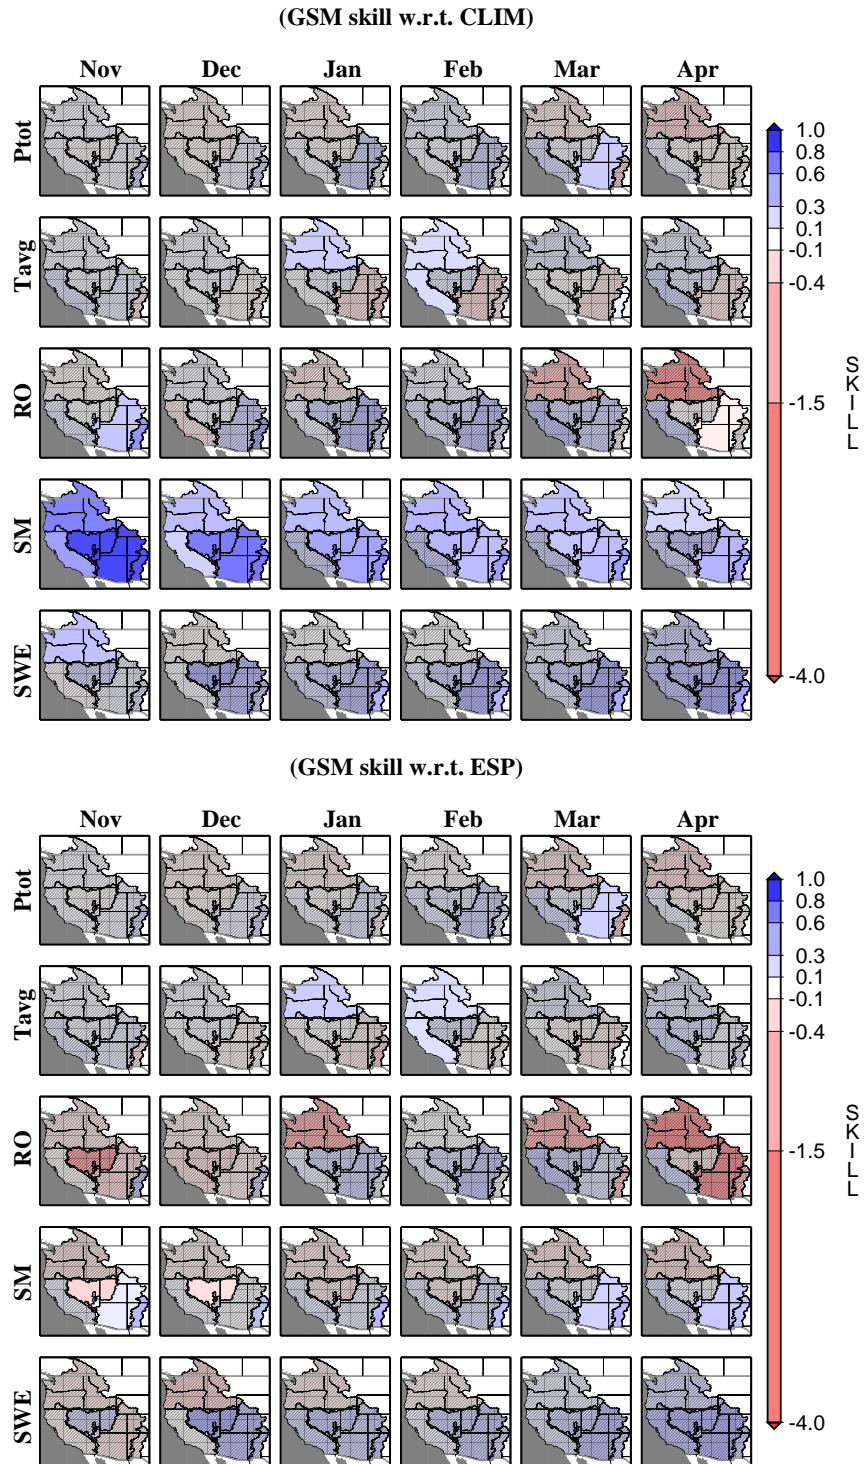 (GSM skill w.r.t. CLIM)
Nov Dec Jan Feb Mar Apr
Ptot
Tavg
RO
SM
SWE
1.0
0.8
0.6
0.3
0.1
-0.1
-0.4
-1.5
-4.0
SKILL
(GSM skill w.r.t. ESP)
Nov Dec Jan Feb Mar Apr
Ptot
Tavg
RO
SM
SWE
1.0
0.8
0.6
0.3
0.1
-0.1
-0.4
-1.5
-4.0
SKILL